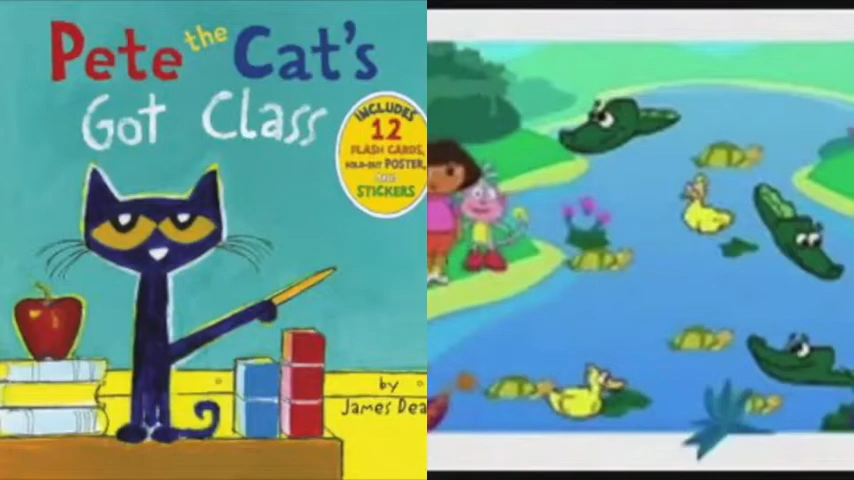 Pete the Cat's
Got Class
INCLUDES
12
FLASH CARDS,
FOLD-OUT POSTER,
AND
STICKERS
by
James Dea